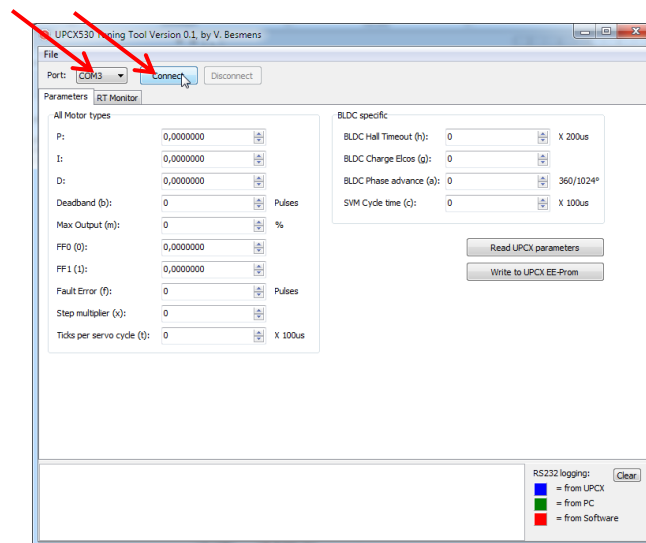 UPCX530 Tuning Tool Version 0.1, by V. Besmens
File
Port: COM3 Connect Disconnect
Parameters RT Monitor
All Motor types BLDC specific
P: 0,0000000 BLDC Hall Timeout (h): 0 X 200us
I: 0,0000000 BLDC Charge Elcos (g): 0
D: 0,0000000 BLDC Phase advance (a): 0 360/1024°
Deadband (b): 0 Pulses SVM Cycle time (c): 0 X 100us
Max Output (m): 0 %
FF0 (0): 0,0000000 Read UPCX parameters
FF1 (1): 0,0000000 Write to UPCX EE-Prom
Fault Error (f): 0 Pulses
Step multiplier (x): 0
Ticks per servo cycle (t): 0 X 100us
RS232 logging: Clear
= from UPCX
= from PC
= from Software